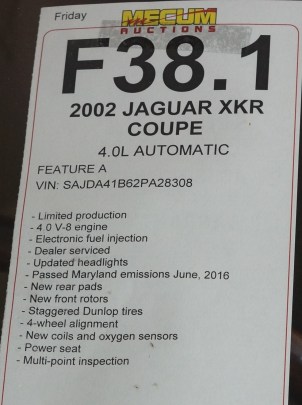 Friday
MECUM
AUCTIONS
F38.1
2002 JAGUAR XKR
COUPE
4.0L AUTOMATIC
FEATURE A
VIN: SAJDA41B62PA28308
- Limited production
- 4.0 V-8 engine
- Electronic fuel injection
- Dealer serviced
- Updated headlights
- Passed Maryland emissions June, 2016
- New rear pads
- New front rotors
- Staggered Dunlop tires
- 4-wheel alignment
- New coils and oxygen sensors
- Power seat
- Multi-point inspection